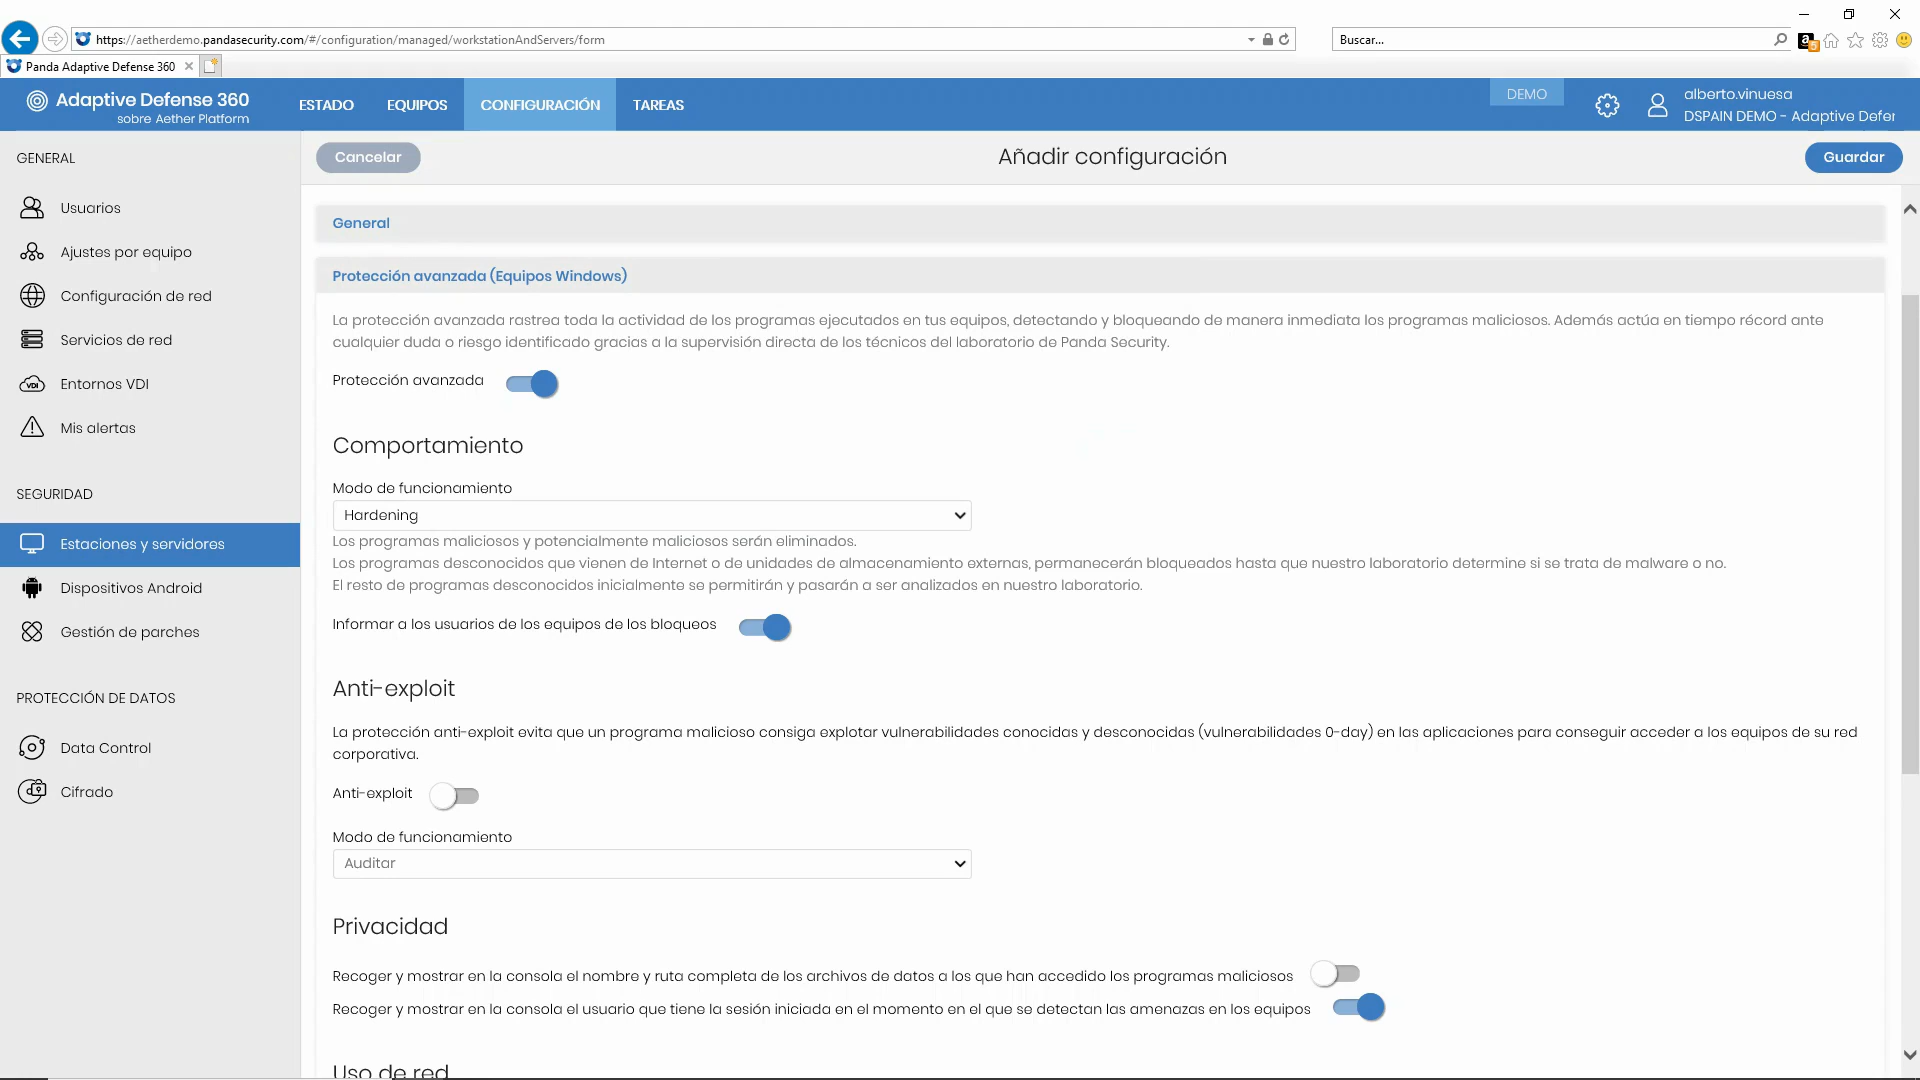 https://aetherdemo.pandasecurity.com/#/configuration/managed/workstationAndServers/form
Buscar...
Panda Adaptive Defense 360
Adaptive Defense 360
sobre Aether Platform
ESTADO
EQUIPOS
CONFIGURACIÓN
TAREAS
DEMO
alberto.vinuesa
DSPAIN DEMO - Adaptive Defer
GENERAL
Usuarios
Ajustes por equipo
Configuración de red
Servicios de red
VDI
Entornos VDI
Mis alertas
SEGURIDAD
Estaciones y servidores
Dispositivos Android
Gestión de parches
PROTECCIÓN DE DATOS
Data Control
Cifrado
Cancelar
Añadir configuración
Guardar
General
Protección avanzada (Equipos Windows)
La protección avanzada rastrea toda la actividad de los programas ejecutados en tus equipos, detectando y bloqueando de manera inmediata los programas maliciosos. Además actúa en tiempo récord ante
cualquier duda o riesgo identificado gracias a la supervisión directa de los técnicos del laboratorio de Panda Security.
Protección avanzada
Comportamiento
Modo de funcionamiento
Hardening
Los programas maliciosos y potencialmente maliciosos serán eliminados.
Los programas desconocidos que vienen de Internet o de unidades de almacenamiento externas, permanecerán bloqueados hasta que nuestro laboratorio determine si se trata de malware o no.
El resto de programas desconocidos inicialmente se permitirán y pasarán a ser analizados en nuestro laboratorio.
Informar a los usuarios de los equipos de los bloqueos
Anti-exploit
La protección anti-exploit evita que un programa malicioso consiga explotar vulnerabilidades conocidas y desconocidas (vulnerabilidades 0-day) en las aplicaciones para conseguir acceder a los equipos de su red
corporativa.
Anti-exploit
Modo de funcionamiento
Auditar
Privacidad
Recoger y mostrar en la consola el nombre y ruta completa de los archivos de datos a los que han accedido los programas maliciosos
Recoger y mostrar en la consola el usuario que tiene la sesión iniciada en el momento en el que se detectan las amenazas en los equipos
Uso de red